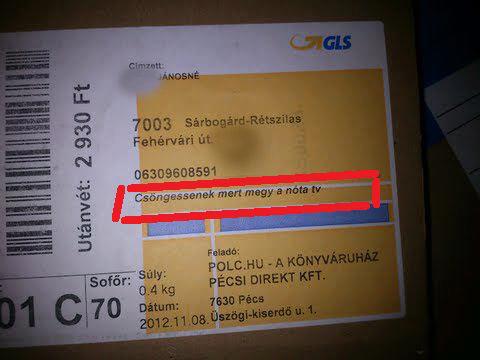 GLS
Címzett:
JÁNOSNÉ
7003 Sárbogárd-Rétszilas
Fehérvári út
06309608591
Csöngessenek mert megy a nóta tv
Utánvét: 2 930 Ft
01 C
Sofőr:
70
Súly:
0.4 kg
Dátum:
2012.11.08.
Feladó:
POLC.HU - A KÖNYVÁRUHÁZ
PÉCSI DIREKT KFT.
7630 Pécs
Üszögi-kiserdő u. 1.